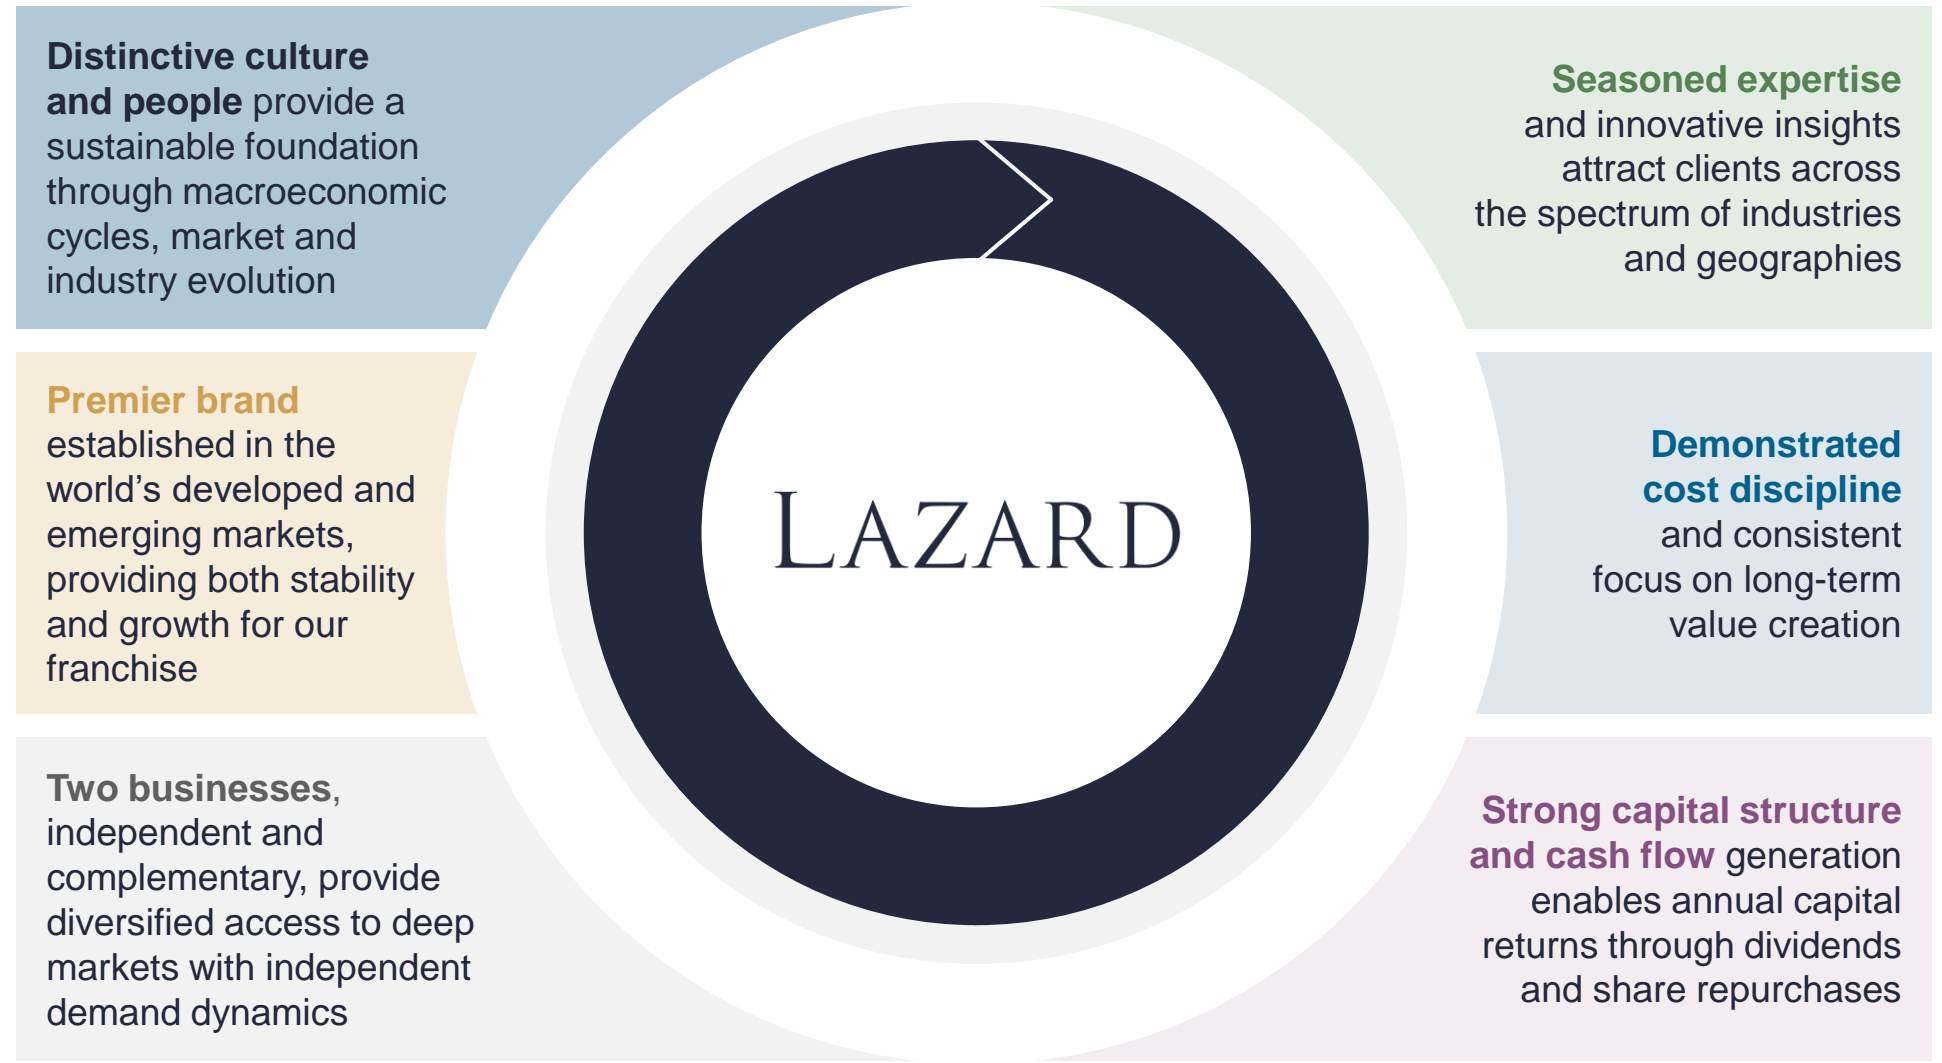 Distinctive culture
and people provide a
sustainable foundation
through macroeconomic
cycles, market and
industry evolution
Premier brand
established in the
world’s developed and
emerging markets,
providing both stability
and growth for our
franchise
Two businesses,
independent and
complementary, provide
diversified access to deep
markets with independent
demand dynamics
LAZARD
Seasoned expertise
and innovative insights
attract clients across
the spectrum of industries
and geographies
Demonstrated
cost discipline
and consistent
focus on long-term
value creation
Strong capital structure
and cash flow generation
enables annual capital
returns through dividends
and share repurchases